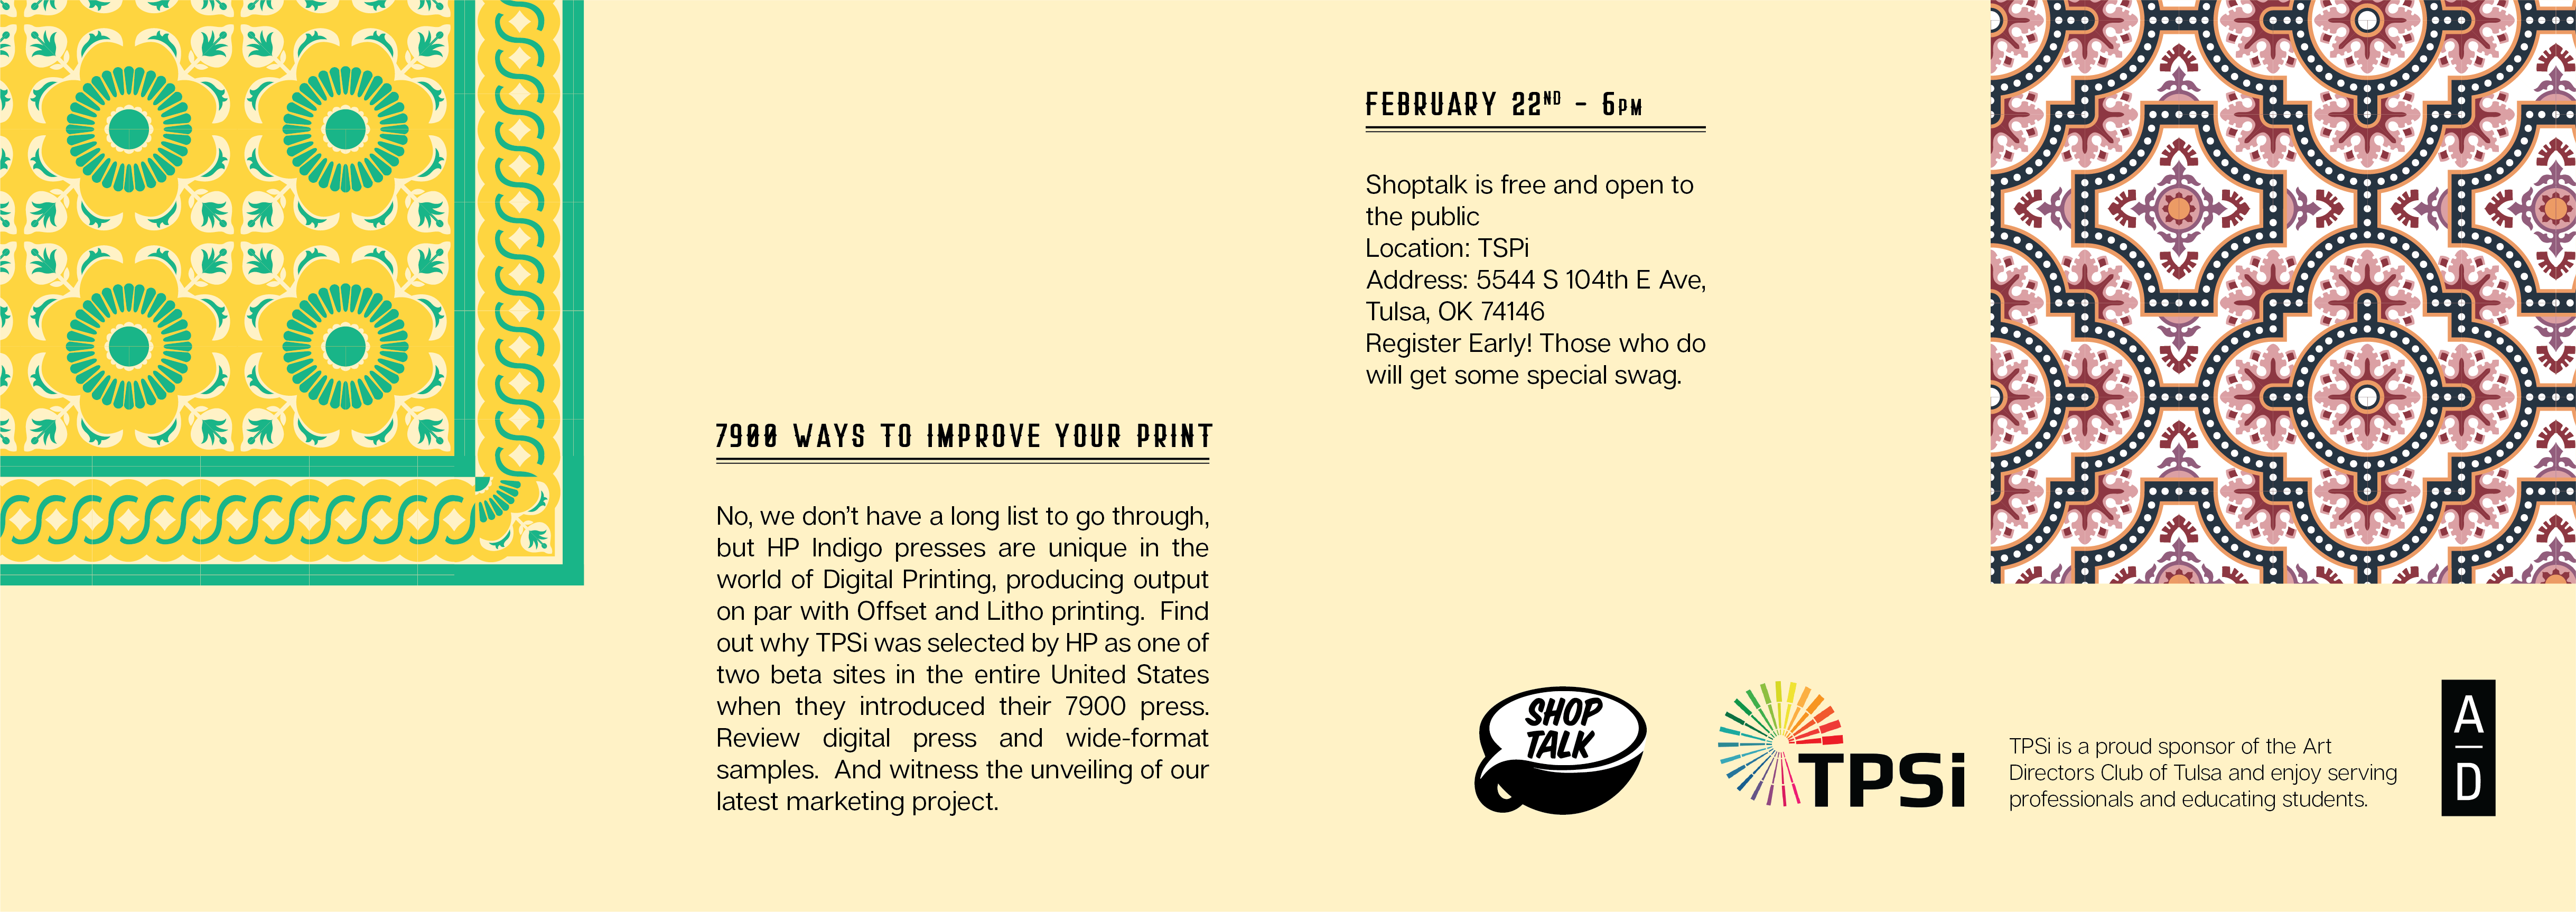 7900 WAYS TO IMPROVE YOUR PRINT
No, we don’t have a long list to go through,
but HP Indigo presses are unique in the
world of Digital Printing, producing output
on par with Offset and Litho printing.  Find
out why TPSi was selected by HP as one of
two beta sites in the entire United States
when they introduced their 7900 press.
Review digital press and wide-format
samples.  And witness the unveiling of our
latest marketing project.
FEBRUARY 22ND - 6PM
Shoptalk is free and open to
the public
Location: TSPi
Address: 5544 S 104th E Ave,
Tulsa, OK 74146
Register Early! Those who do
will get some special swag.
SHOP
TALK
TPSi
TPSi is a proud sponsor of the Art
Directors Club of Tulsa and enjoy serving
professionals and educating students.
A
D